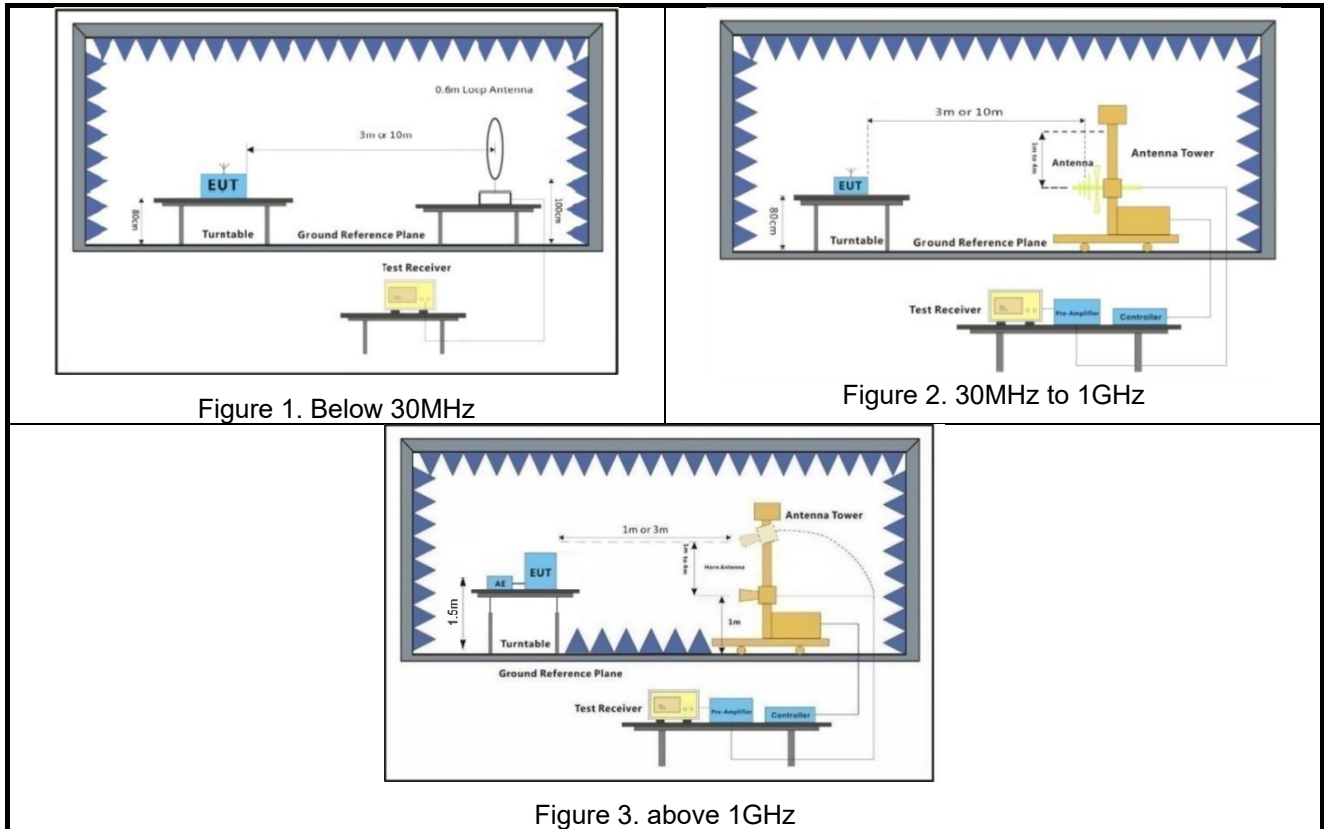 0.6m Loop Antenna
3m or 10m
EUT
80cm
100cm
Turntable
Ground Reference Plane
Test Receiver
Figure 1. Below 30MHz
3m or 10m
1m to 4m
Antenna
Antenna Tower
EUT
80cm
Turntable
Ground Reference Plane
Test Receiver
Pre-Amplifier
Controller
Figure 2. 30MHz to 1GHz
Antenna Tower
1m or 3m
1m to 4m
Horn Antenna
AE
EUT
1.5m
1m
Turntable
Ground Reference Plane
Test Receiver
Pre-Amplifier
Controller
Figure 3. above 1GHz